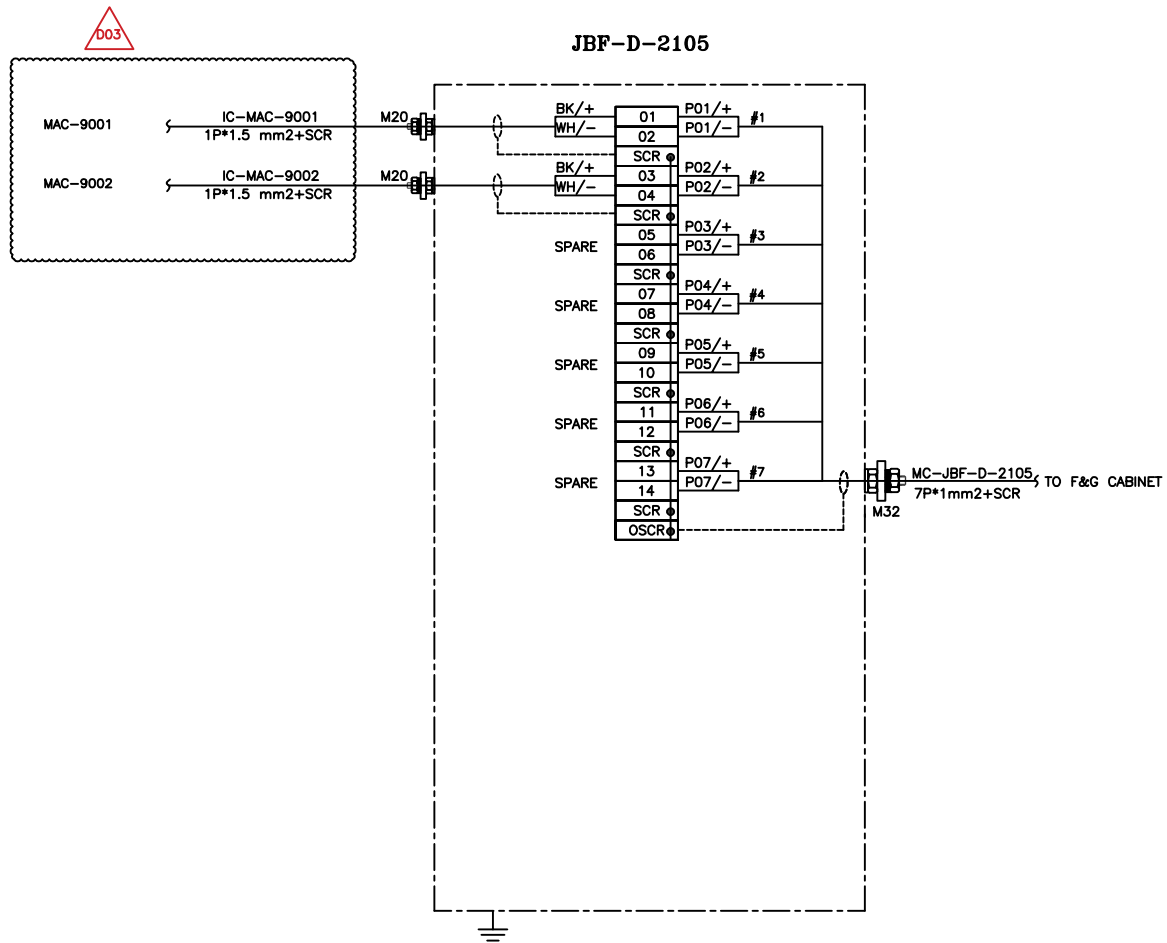 D03
JBF-D-2105
MAC-9001
IC-MAC-9001
1P*1.5 mm2+SCR
M20
BK/+
WH/-
01
02
SCR
P01/+
P01/-
#1
MAC-9002
IC-MAC-9002
1P*1.5 mm2+SCR
M20
BK/+
WH/-
03
04
SCR
P02/+
P02/-
#2
SPARE
05
06
SCR
P03/+
P03/-
#3
SPARE
07
08
SCR
P04/+
P04/-
#4
SPARE
09
10
SCR
P05/+
P05/-
#5
SPARE
11
12
SCR
P06/+
P06/-
#6
SPARE
13
14
SCR
OSCR
P07/+
P07/-
#7
M32
MC-JBF-D-2105
7P*1mm2+SCR
TO F&G CABINET